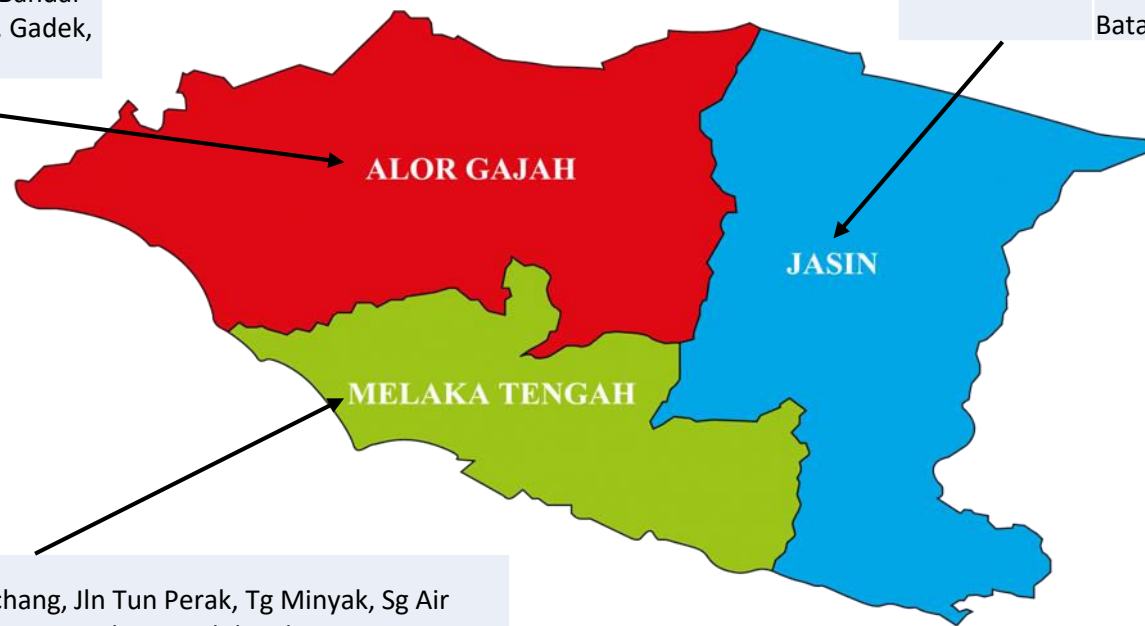 Gadek,
Bata
ALOR GAJAH
JASIN
MELAKA TENGAH
chang, Jln Tun Perak, Tg Minyak, Sg Air